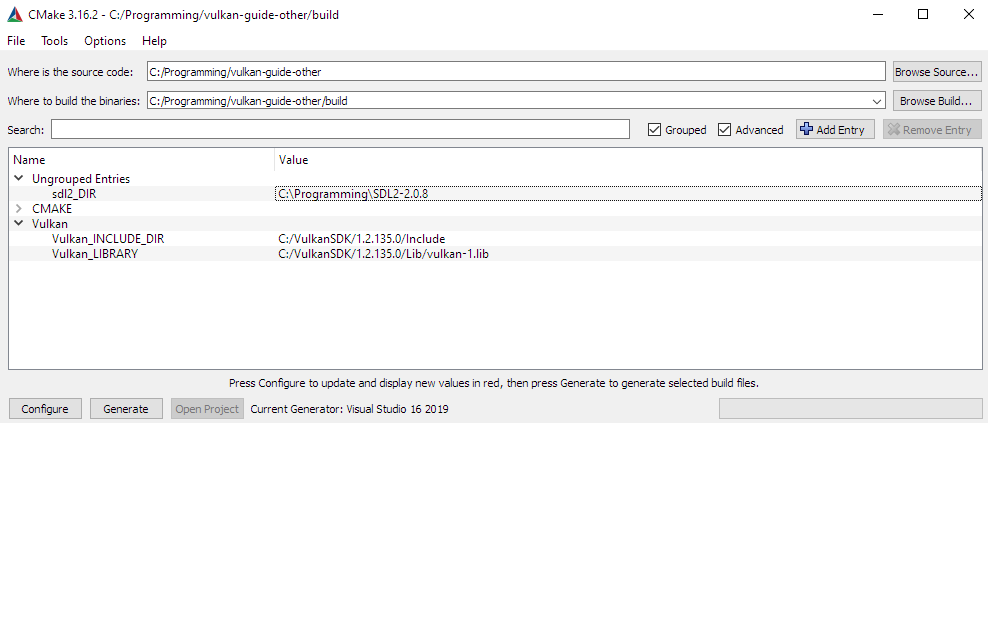 CMake 3.16.2 - C:/Programming/vulkan-guide-other/build
File Tools Options Help
Where is the source code: C:/Programming/vulkan-guide-other Browse Source...
Where to build the binaries: C:/Programming/vulkan-guide-other/build Browse Build...
Search: Grouped Advanced Add Entry Remove Entry
Name Value
Ungrouped Entries
sdl2_DIR C:\Programming\SDL2-2.0.8
CMAKE
Vulkan
Vulkan_INCLUDE_DIR C:/VulkanSDK/1.2.135.0/Include
Vulkan_LIBRARY C:/VulkanSDK/1.2.135.0/Lib/vulkan-1.lib
Press Configure to update and display new values in red, then press Generate to generate selected build files.
Configure Generate Open Project Current Generator: Visual Studio 16 2019